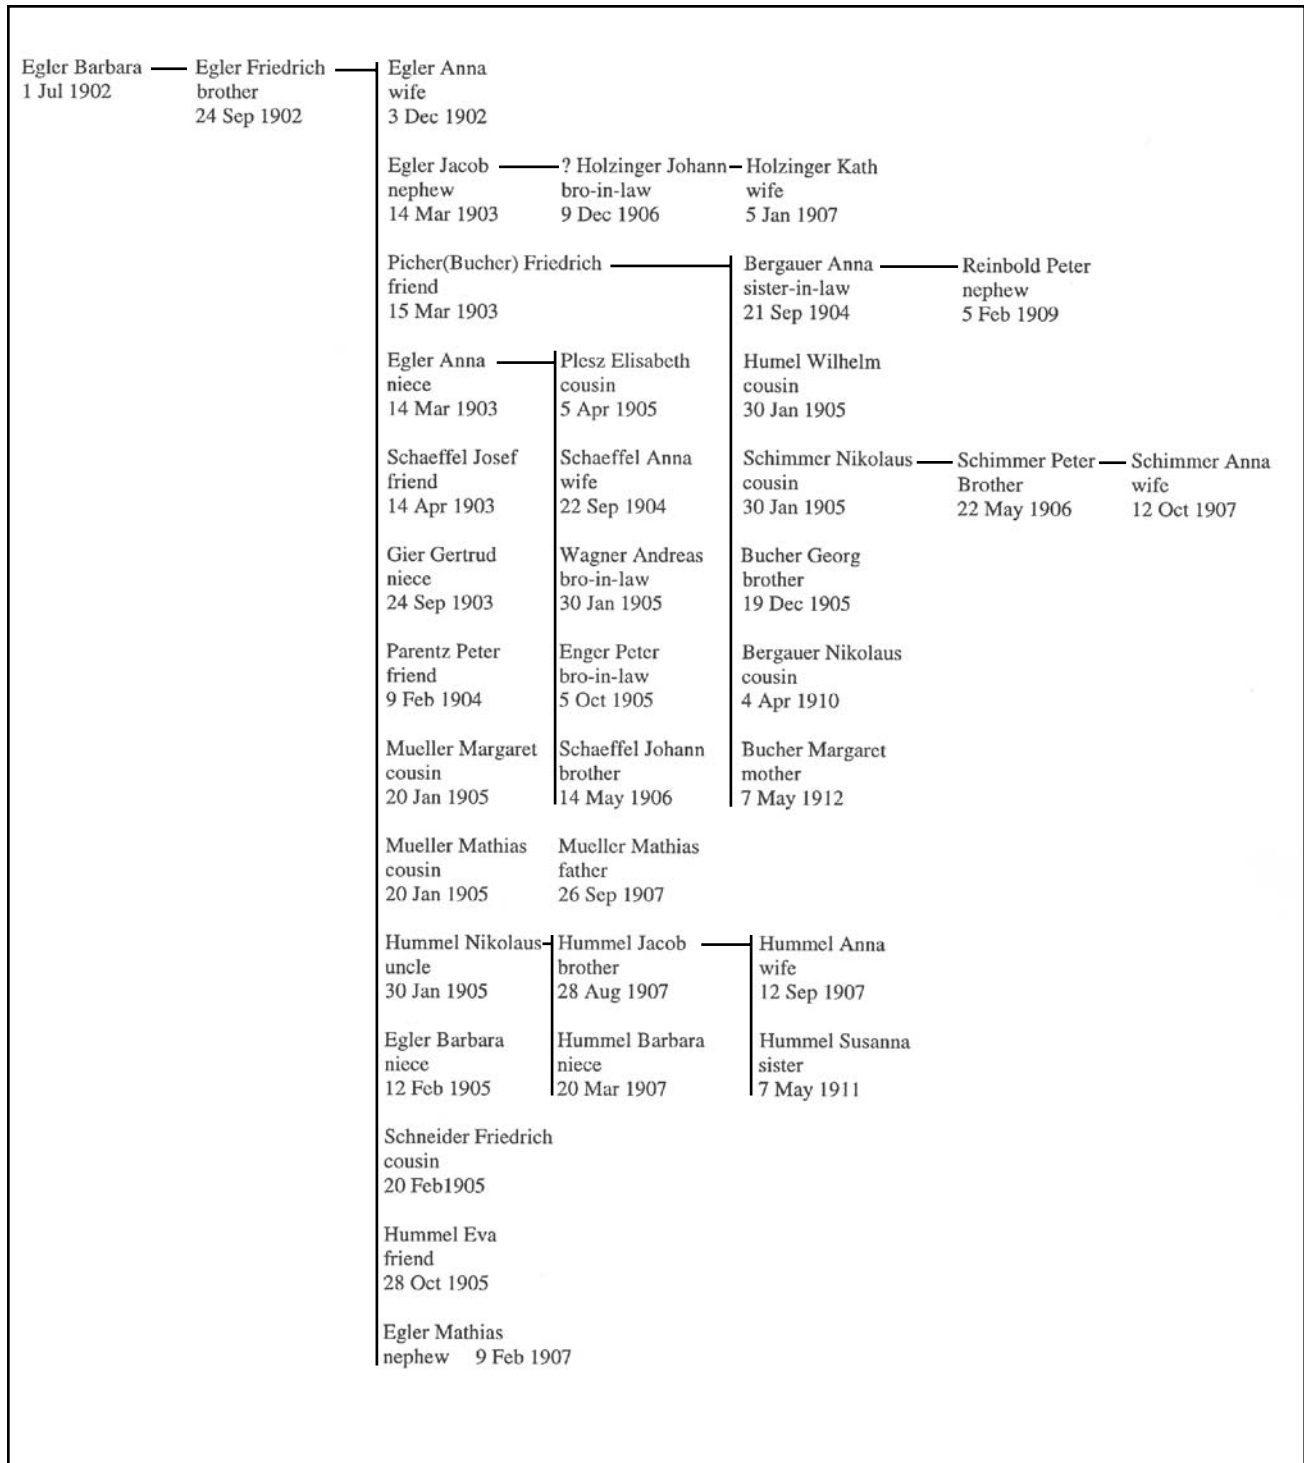 Egler Barbara
1 Jul 1902
Egler Friedrich
brother
24 Sep 1902
Egler Anna
wife
3 Dec 1902
Egler Jacob
nephew
14 Mar 1903
? Holzinger Johann
bro-in-law
9 Dec 1906
Holzinger Kath
wife
5 Jan 1907
Picher(Bucher) Friedrich
friend
15 Mar 1903
Bergauer Anna
sister-in-law
21 Sep 1904
Reinbold Peter
nephew
5 Feb 1909
Egler Anna
niece
14 Mar 1903
Plesz Elisabeth
cousin
5 Apr 1905
Humel Wilhelm
cousin
30 Jan 1905
Schaeffel Josef
friend
14 Apr 1903
Schaeffel Anna
wife
22 Sep 1904
Schimmer Nikolaus
cousin
30 Jan 1905
Schimmer Peter
Brother
22 May 1906
Schimmer Anna
wife
12 Oct 1907
Gier Gertrud
niece
24 Sep 1903
Wagner Andreas
bro-in-law
30 Jan 1905
Bucher Georg
brother
19 Dec 1905
Parentz Peter
friend
9 Feb 1904
Enger Peter
bro-in-law
5 Oct 1905
Bergauer Nikolaus
cousin
4 Apr 1910
Mueller Margaret
cousin
20 Jan 1905
Schaeffel Johann
brother
14 May 1906
Bucher Margaret
mother
7 May 1912
Mueller Mathias
cousin
20 Jan 1905
Mueller Mathias
father
26 Sep 1907
Hummel Nikolaus
uncle
30 Jan 1905
Hummel Jacob
brother
28 Aug 1907
Hummel Anna
wife
12 Sep 1907
Egler Barbara
niece
12 Feb 1905
Hummel Barbara
niece
20 Mar 1907
Hummel Susanna
sister
7 May 1911
Schneider Friedrich
cousin
20 Feb1905
Hummel Eva
friend
28 Oct 1905
Egler Mathias
nephew 9 Feb 1907